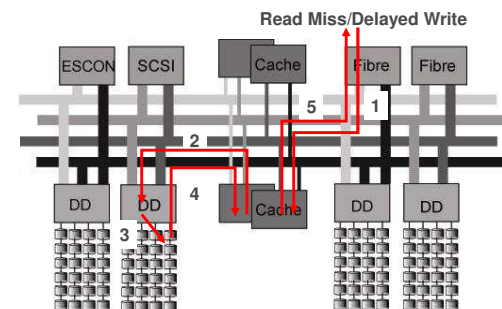 Read Miss/Delayed Write
ESCON
SCSI
Cache
Fibre
Fibre
5
1
2
4
DD
DD
Cache
DD
DD
3